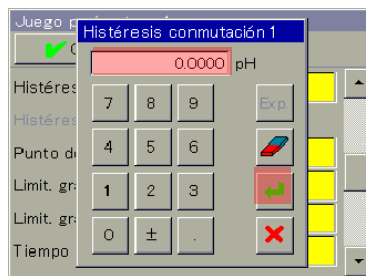 Juego p
Histéresis conmutación 1
0.0000 pH
Histéres
7 8 9 Exp.
Histéres
Punto d
4 5 6
Limit. gr
1 2 3
Limit. gr
0 ± .
Tiempo